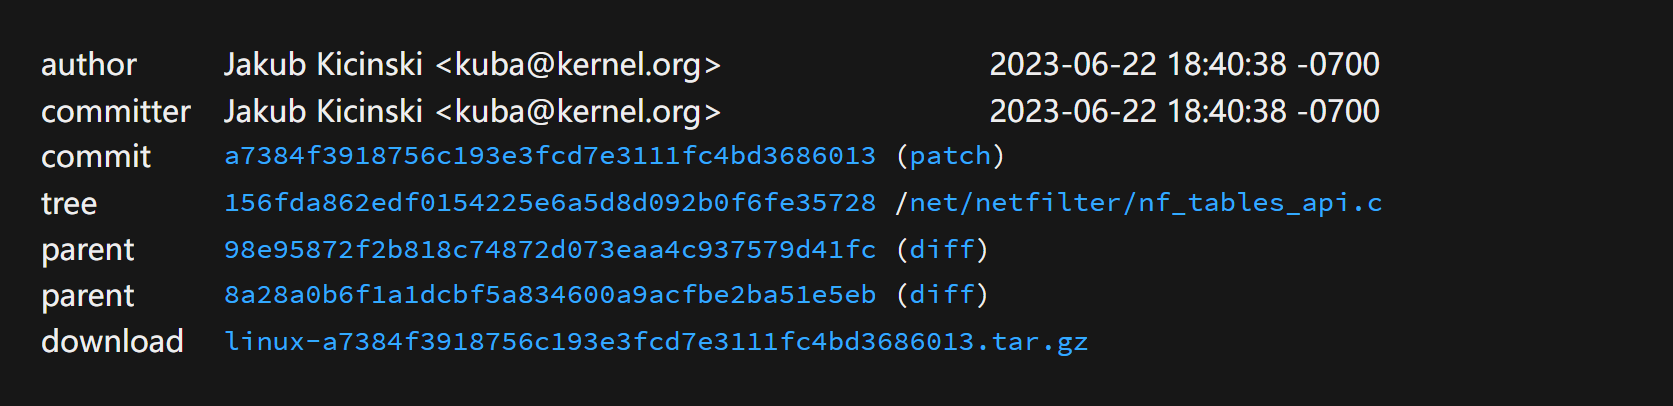 author Jakub Kicinski <kuba@kernel.org> 2023-06-22 18:40:38 -0700
committer Jakub Kicinski <kuba@kernel.org> 2023-06-22 18:40:38 -0700
commit a7384f3918756c193e3fcd7e3111fc4bd3686013 (patch)
tree 156fda862edf0154225e6a5d8d092b0f6fe35728 /net/netfilter/nf_tables_api.c
parent 98e95872f2b818c74872d073eaa4c937579d41fc (diff)
parent 8a28a0b6f1a1dcbf5a834600a9acfbe2ba51e5eb (diff)
download linux-a7384f3918756c193e3fcd7e3111fc4bd3686013.tar.gz